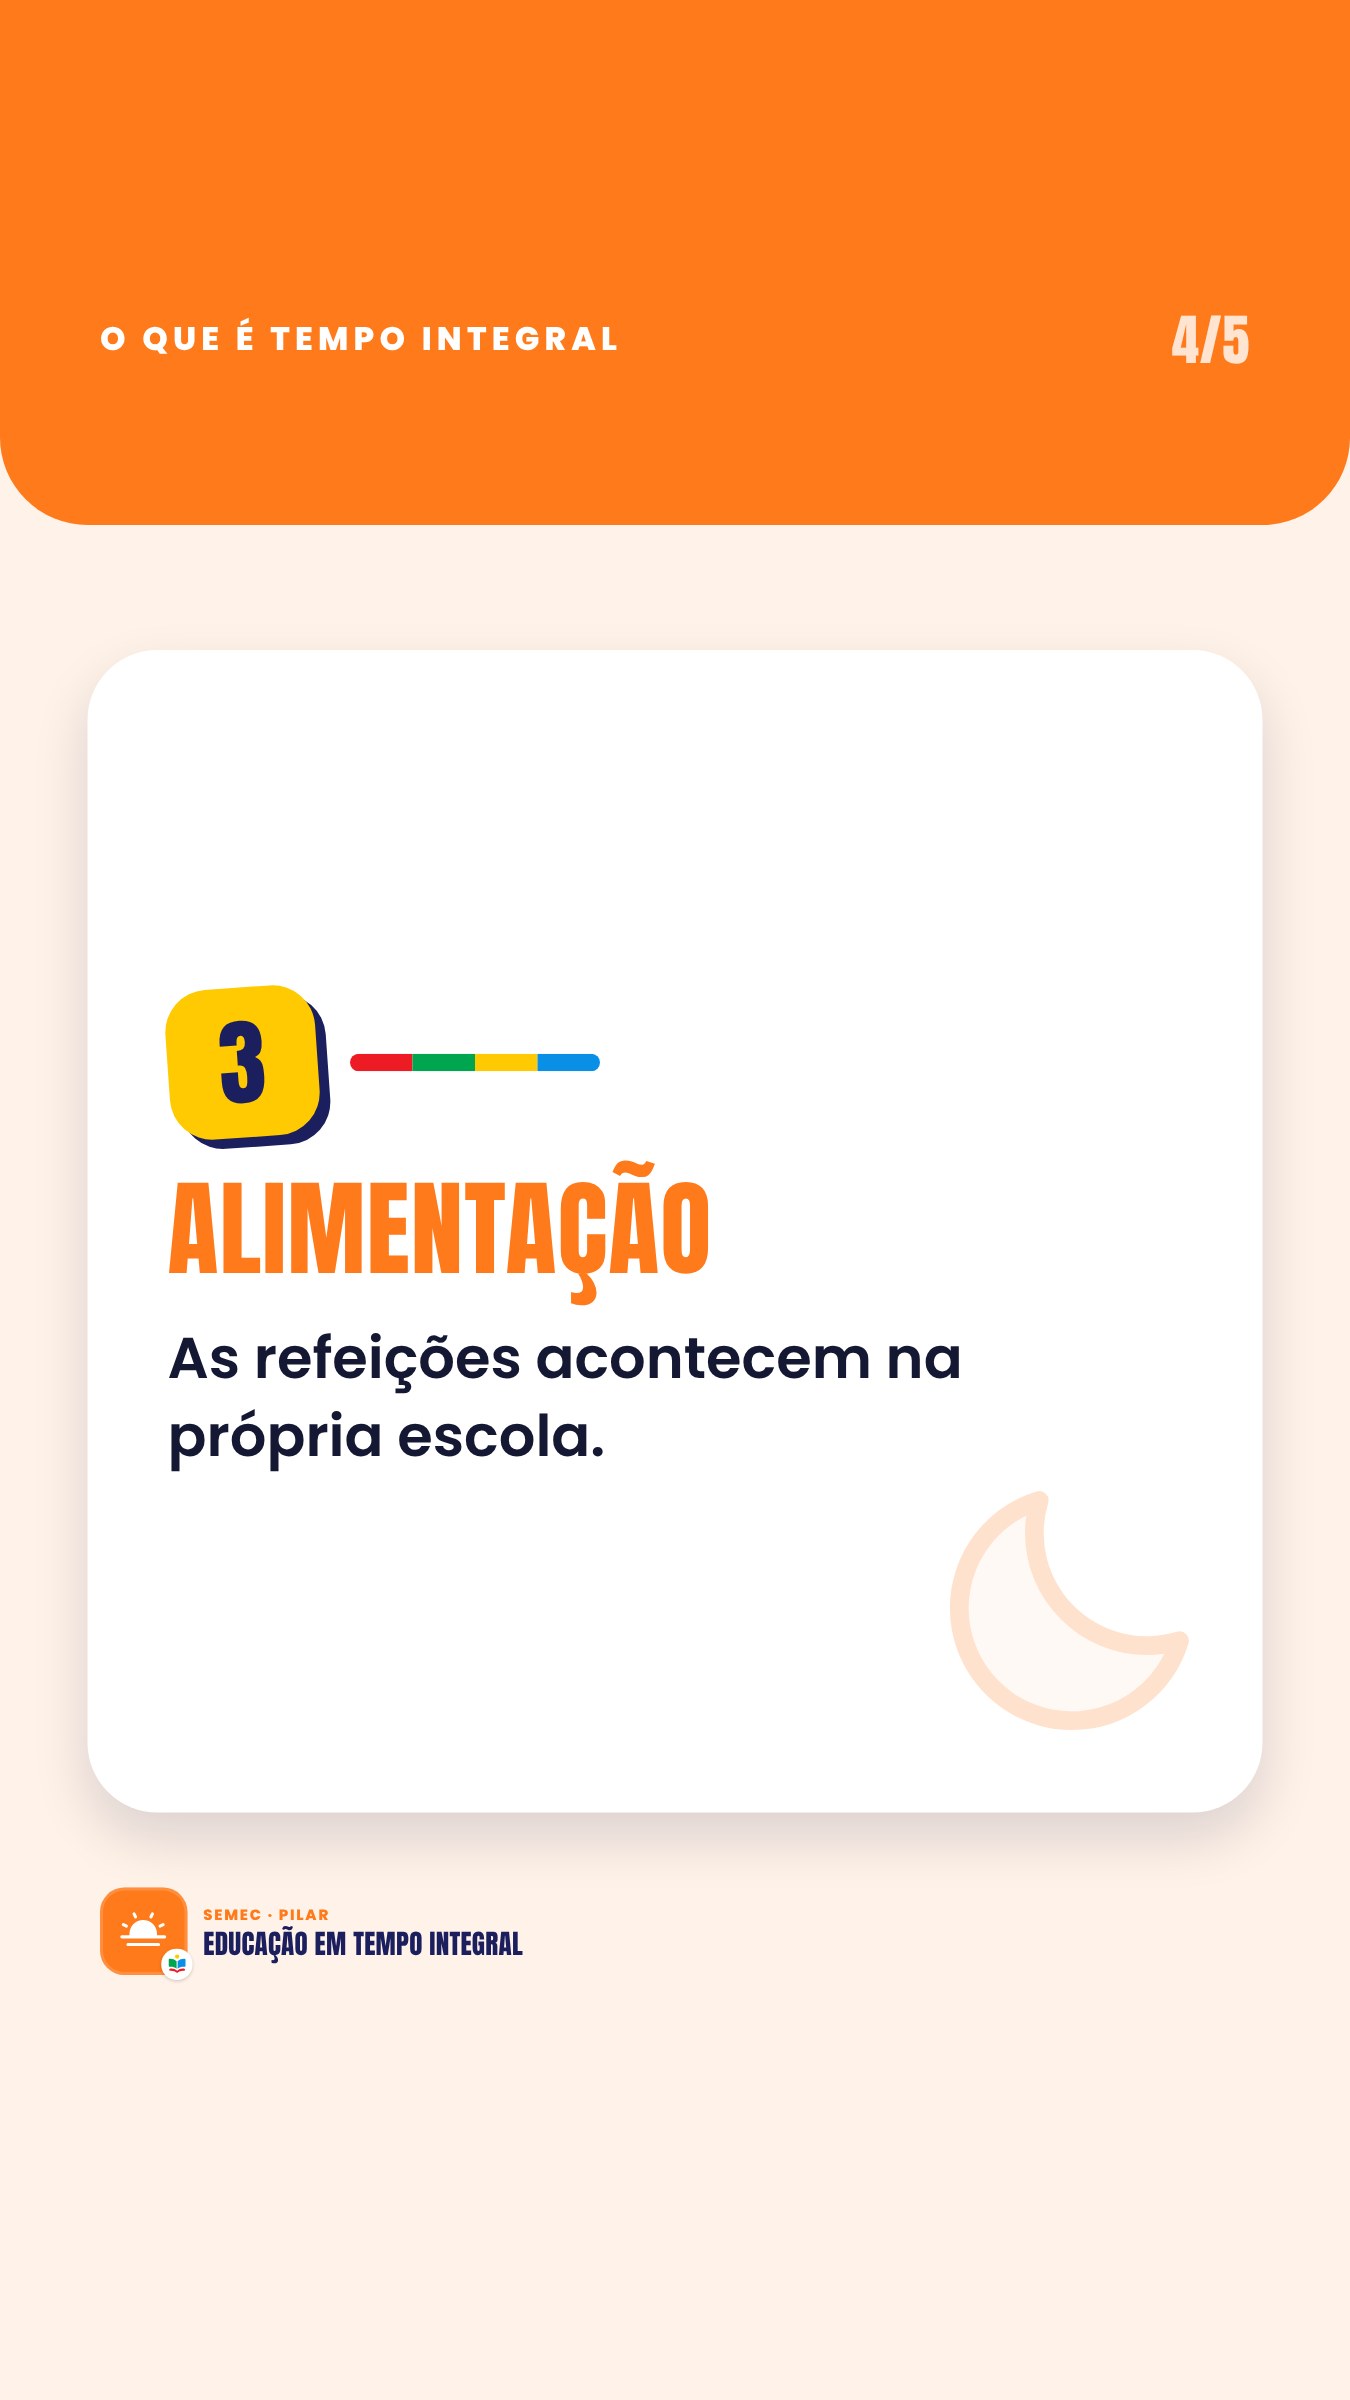 O QUE É TEMPO INTEGRAL
4/5
3
ALIMENTAÇÃO
As refeições acontecem na
própria escola.
SEMEC · PILAR
EDUCAÇÃO EM TEMPO INTEGRAL